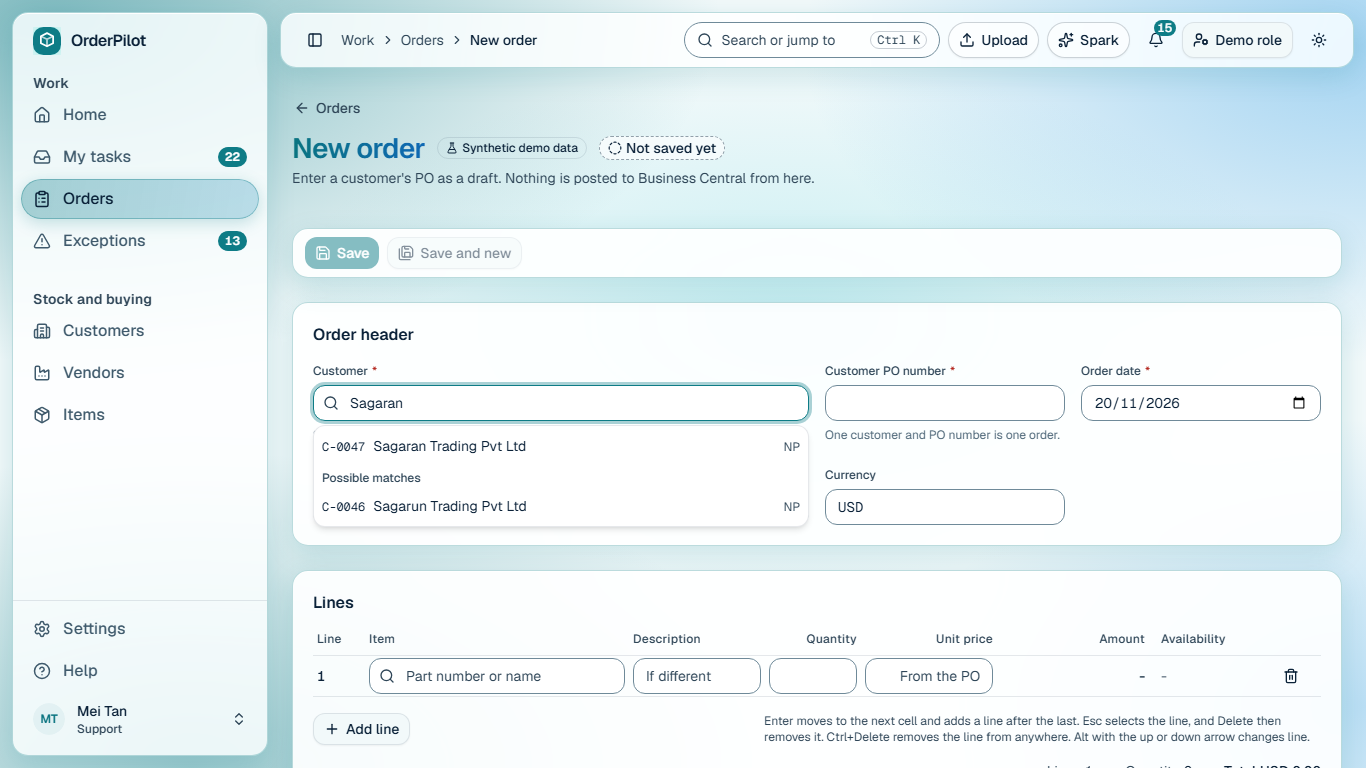 OrderPilot
Work
Home
My tasks 22
Orders
Exceptions 13
Stock and buying
Customers
Vendors
Items
Settings
Help
MT Mei Tan
Support
Work > Orders > New order
Search or jump to Ctrl K
Upload
Spark
15
Demo role
Orders
New order Synthetic demo data Not saved yet
Enter a customer's PO as a draft. Nothing is posted to Business Central from here.
Save Save and new
Order header
Customer * Customer PO number * Order date *
Sagaran 20/11/2026
One customer and PO number is one order.
C-0047 Sagaran Trading Pvt Ltd NP
Possible matches
C-0046 Sagarun Trading Pvt Ltd NP
Currency
USD
Lines
Line Item Description Quantity Unit price Amount Availability
1 Part number or name If different From the PO - -
Add line
Enter moves to the next cell and adds a line after the last. Esc selects the line, and Delete then
removes it. Ctrl+Delete removes the line from anywhere. Alt with the up or down arrow changes line.